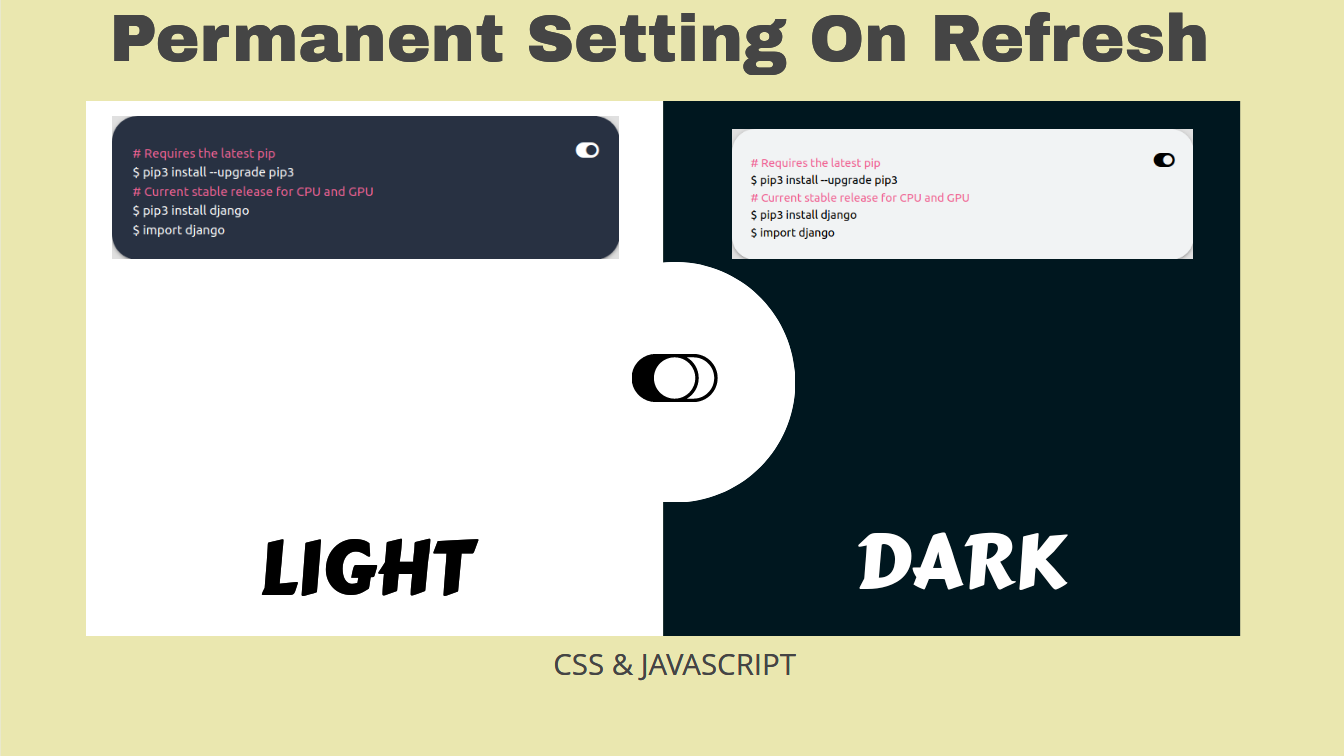 Permanent Setting On Refresh
# Requires the latest pip
$ pip3 install --upgrade pip3
# Current stable release for CPU and GPU
$ pip3 install django
$ import django
# Requires the latest pip
$ pip3 install --upgrade pip3
# Current stable release for CPU and GPU
$ pip3 install django
$ import django
LIGHT
DARK
CSS & JAVASCRIPT